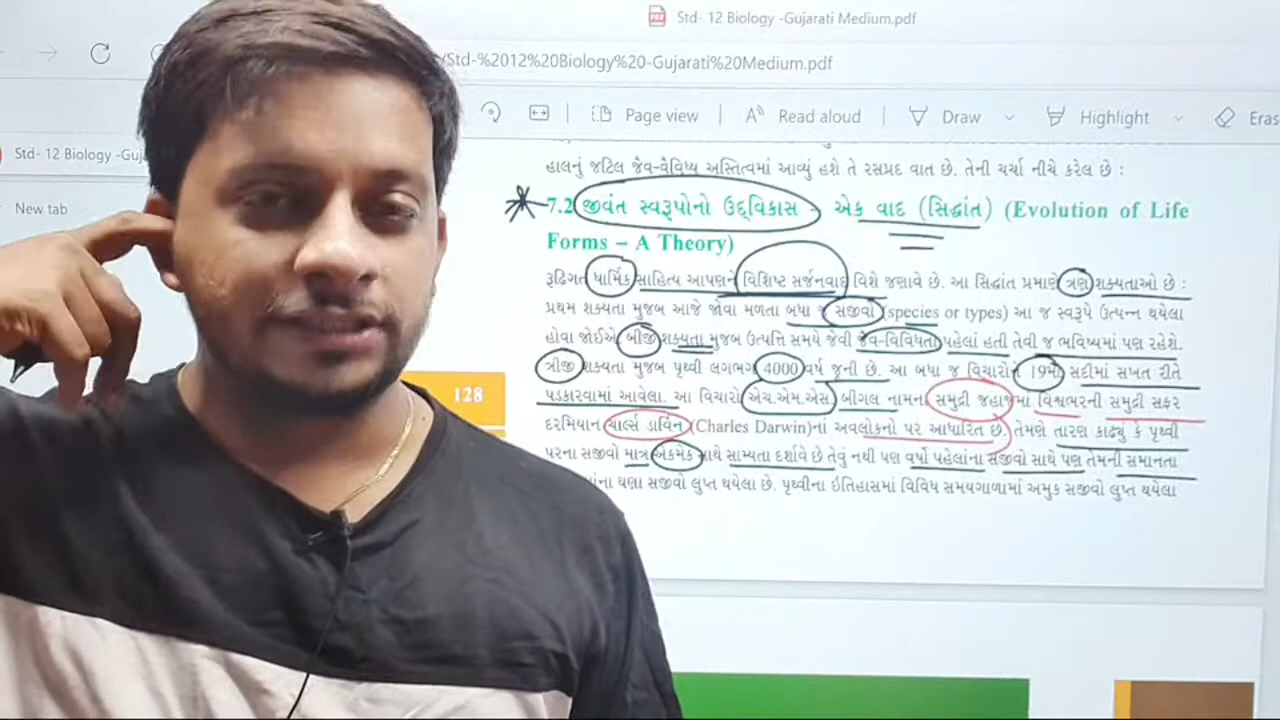 Std- 12 Biology -Gujarati Medium.pdf
/Std-%2012%20Biology%20-Gujarati%20Medium.pdf
Page view
Read aloud
Draw
Highlight
Eras
Std- 12 Biology -Guj
New tab
હાલનું જટિલ જૈવ-વૈવિધ્ય અસ્તિત્વમાં આવ્યું હશે તે રસપ્રદ વાત છે. તેની ચર્ચા નીચે કરેલ છે :
7.2 જીવંત સ્વરૂપોનો ઉદ્‌વિકાસ – એક વાદ (સિદ્ધાંત) (Evolution of Life
Forms – A Theory)
રૂઢિગત ધાર્મિક સાહિત્ય આપણને વિશિષ્ટ સર્જનવાદ વિશે જણાવે છે. આ સિદ્ધાંત પ્રમાણે ત્રણ શક્યતાઓ છે :
પ્રથમ શક્યતા મુજબ આજે જોવા મળતા બધા જ સજીવો (species or types) આ જ સ્વરૂપે ઉત્પન્ન થયેલા
હોવા જોઈએ. બીજી શક્યતા મુજબ ઉત્પત્તિ સમયે જેવી જૈવ-વિવિધતા પહેલાં હતી તેવી જ ભવિષ્યમાં પણ રહેશે.
ત્રીજી શક્યતા મુજબ પૃથ્વી લગભગ 4000 વર્ષ જૂની છે. આ બધા જ વિચારોને 19મી સદીમાં સખત રીતે
128
પડકારવામાં આવેલા. આ વિચારો એચ.એમ.એસ બીગલ નામના સમુદ્રી જહાજમાં વિશ્વભરની સમુદ્રી સફર
દરમિયાન ચાર્લ્સ ડાર્વિન (Charles Darwin)નાં અવલોકનો પર આધારિત છે. તેમણે તારણ કાઢ્યું કે પૃથ્વી
પરના સજીવો માત્ર એકમેક સાથે સામ્યતા દર્શાવે છે તેવું નથી પણ વર્ષો પહેલાંના સજીવો સાથે પણ તેમની સમાનતા
ઘણા સજીવો લુપ્ત થયેલા છે. પૃથ્વીના ઇતિહાસમાં વિવિધ સમયગાળામાં અમુક સજીવો લુપ્ત થયેલા